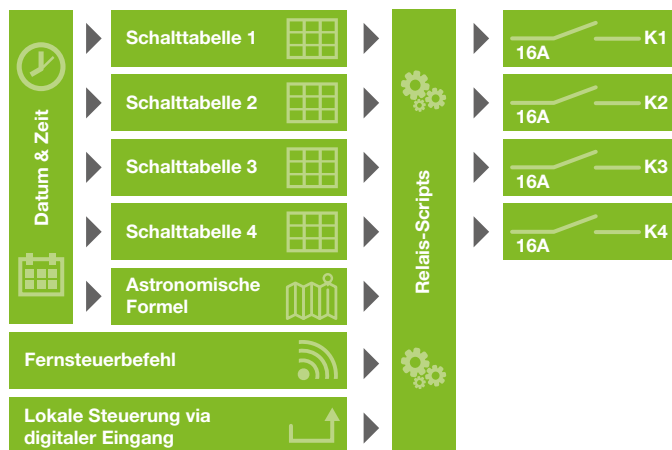 Datum & Zeit
Schalttabelle 1
Schalttabelle 2
Schalttabelle 3
Schalttabelle 4
Astronomische
Formel
Fernsteuerbefehl
Lokale Steuerung via
digitaler Eingang
Relais-Scripts
K1
16A
K2
16A
K3
16A
K4
16A